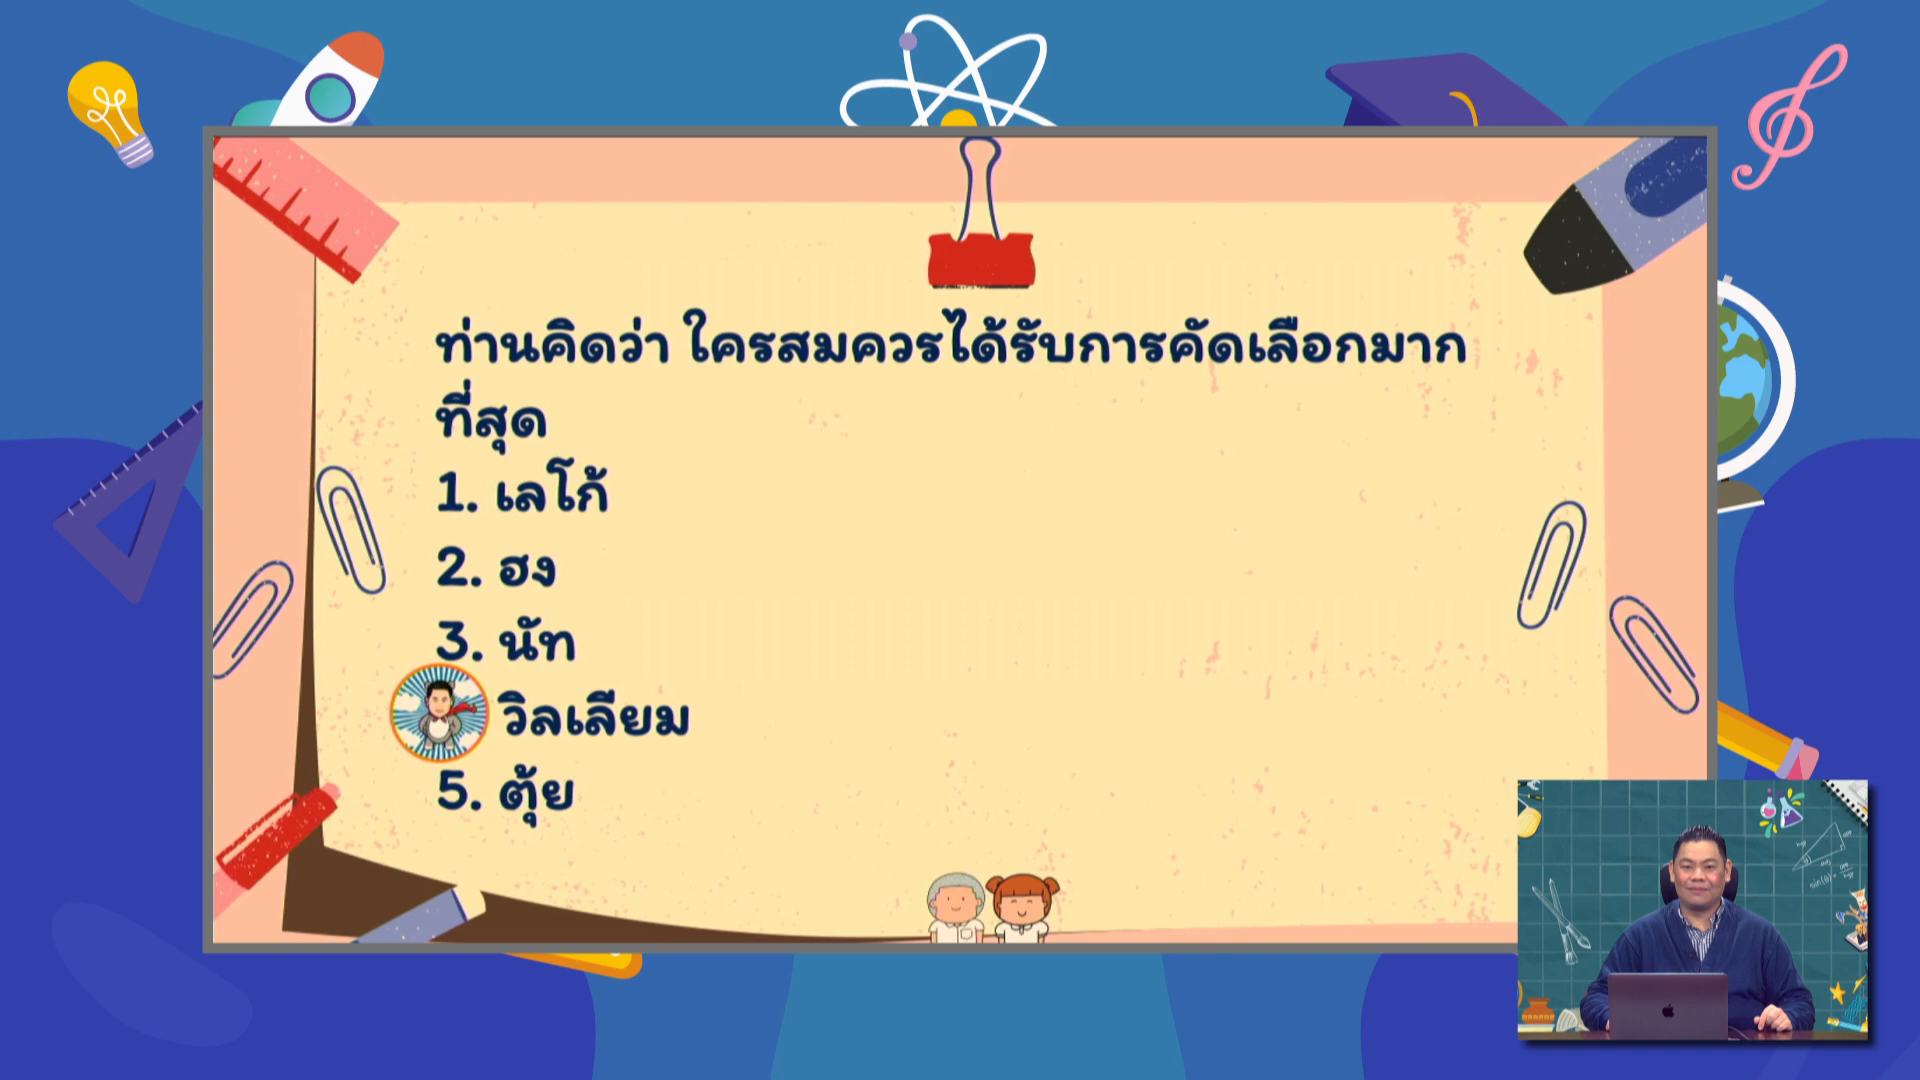 ท่านคิดว่า ใครสมควรได้รับการคัดเลือกมาก
ที่สุด
1. เลโก้
2. ฮง
3. นัท
วิลเลียม
5. ตุ้ย